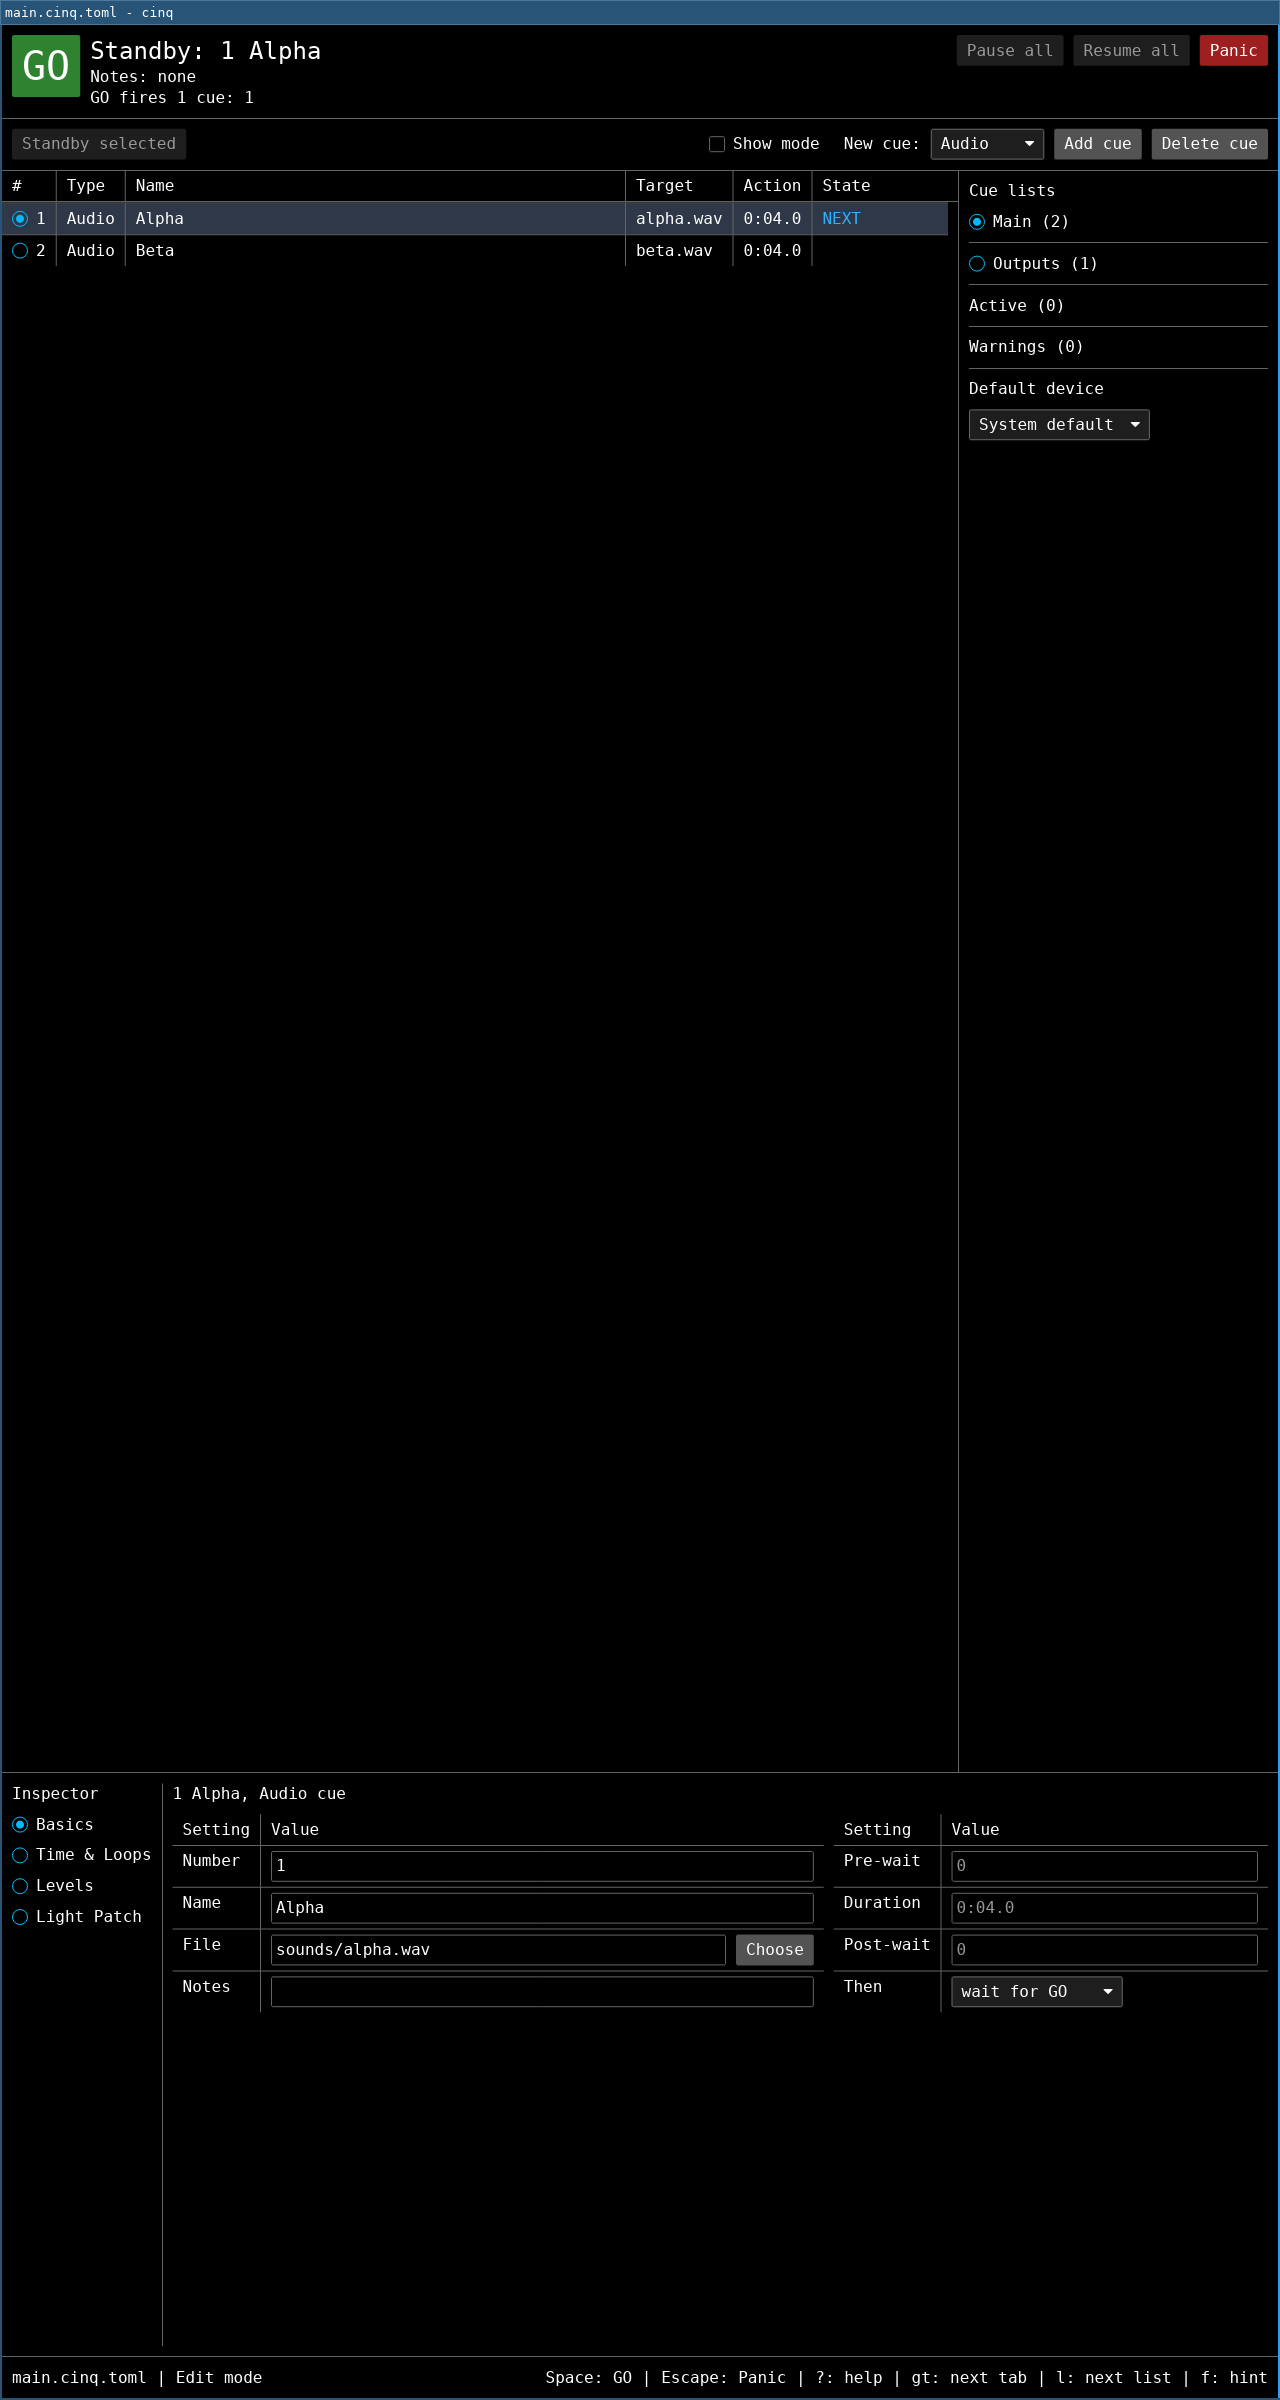 main.cinq.toml - cinq
GO
Standby: 1 Alpha
Notes: none
GO fires 1 cue: 1
Pause all
Resume all
Panic
Standby selected
Show mode
New cue:
Audio
Add cue
Delete cue
# Type Name Target Action State
1 Audio Alpha alpha.wav 0:04.0 NEXT
2 Audio Beta beta.wav 0:04.0
Cue lists
Main (2)
Outputs (1)
Active (0)
Warnings (0)
Default device
System default
Inspector
Basics
Time & Loops
Levels
Light Patch
1 Alpha, Audio cue
Setting Value
Number 1
Name Alpha
File sounds/alpha.wav Choose
Notes
Setting Value
Pre-wait 0
Duration 0:04.0
Post-wait 0
Then wait for GO
main.cinq.toml | Edit mode
Space: GO | Escape: Panic | ?: help | gt: next tab | l: next list | f: hint